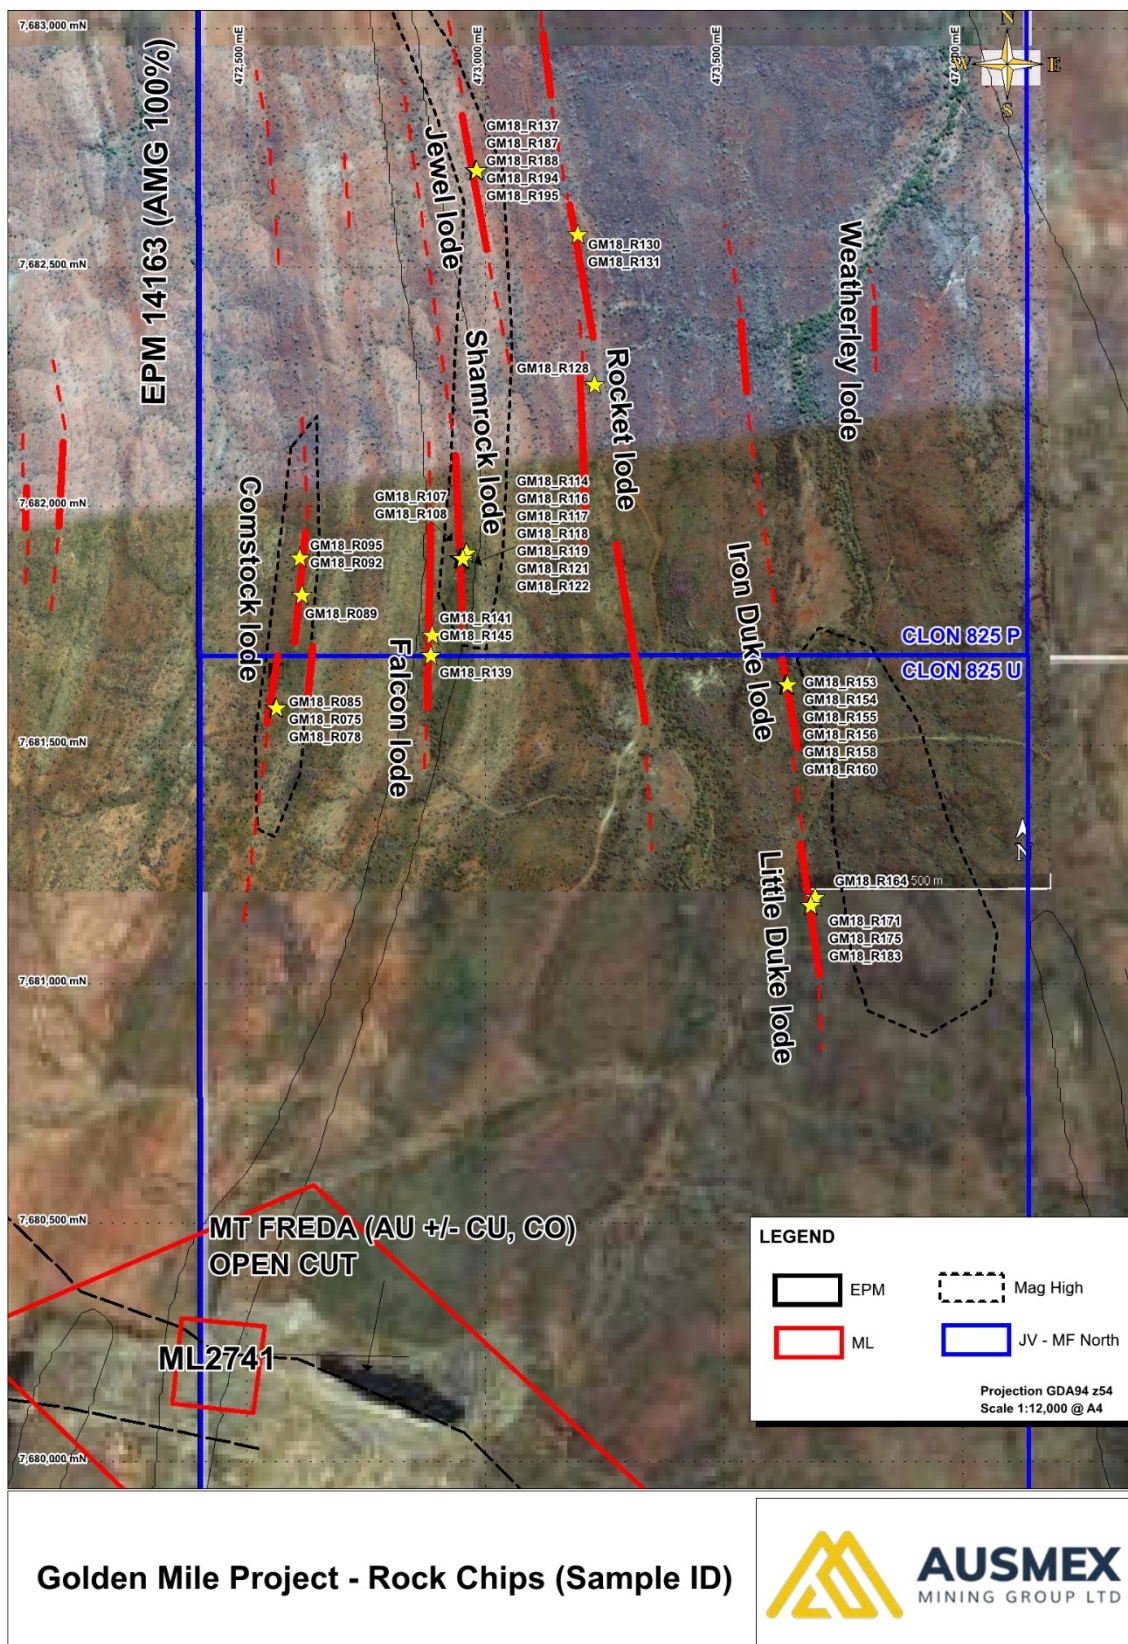 7,683,000 mN
472,500 mE
473,000 mE
473,500 mE
N
W
E
S
EPM 14163 (AMG 100%)
Jewel lode
GM18_R137
GM18_R187
GM18_R188
GM18_R194
GM18_R195
GM18_R130
GM18_R131
7,682,500 mN
Weatherley lode
Shamrock lode
GM18_R128
Rocket lode
7,682,000 mN
Comstock lode
GM18_R107
GM18_R108
GM18_R114
GM18_R116
GM18_R117
GM18_R118
GM18_R119
GM18_R121
GM18_R122
GM18_R095
GM18_R092
GM18_R089
Iron Duke lode
GM18_R141
GM18_R145
GM18_R139
Falcon lode
CLON 825 P
CLON 825 U
GM18_R085
GM18_R075
GM18_R078
GM18_R153
GM18_R154
GM18_R155
GM18_R156
GM18_R158
GM18_R160
7,681,500 mN
N
Little Duke lode
GM18_R164
500 m
GM18_R171
GM18_R175
GM18_R183
7,681,000 mN
7,680,500 mN
MT FREDA (AU +/- CU, CO)
OPEN CUT
ML2741
7,680,000 mN
LEGEND
EPM
Mag High
ML
JV - MF North
Projection GDA94 z54
Scale 1:12,000 @ A4
Golden Mile Project - Rock Chips (Sample ID)
AUSMEX
MINING GROUP LTD